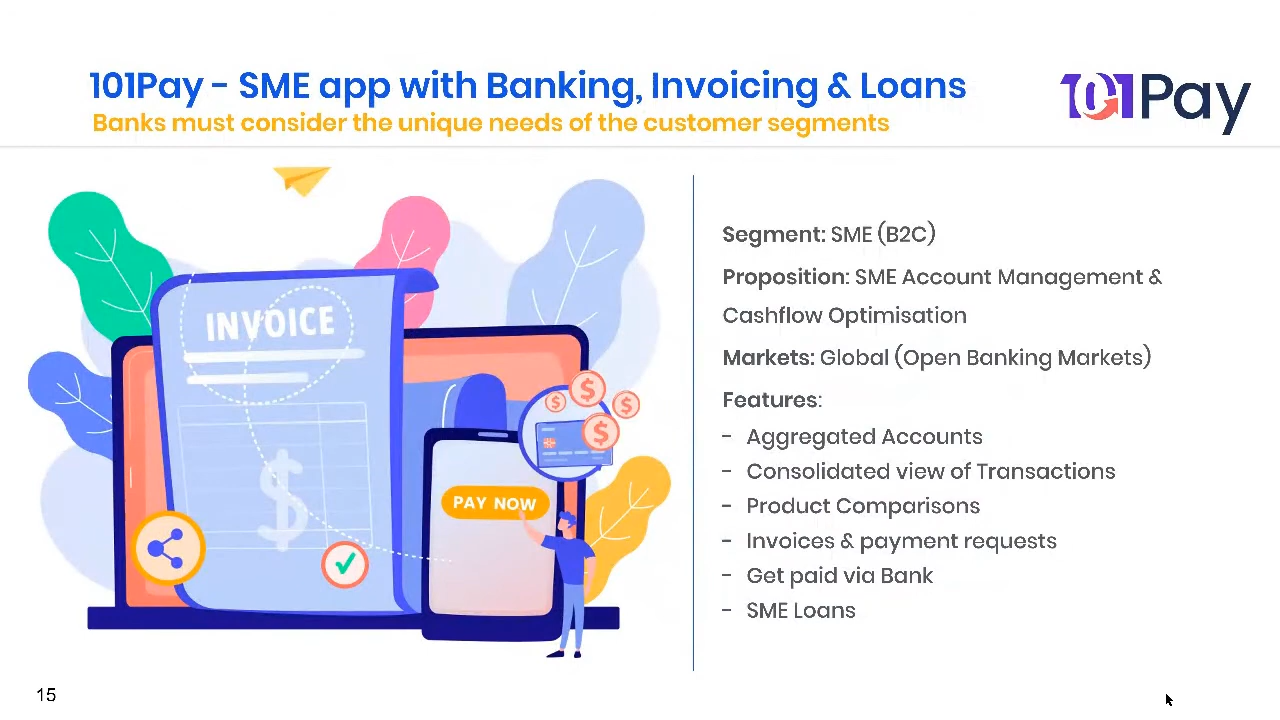 101Pay - SME app with Banking, Invoicing & Loans
Banks must consider the unique needs of the customer segments
101Pay
INVOICE
$
$
$
$
$
PAY NOW
Segment: SME (B2C)
Proposition: SME Account Management &
Cashflow Optimisation
Markets: Global (Open Banking Markets)
Features:
- Aggregated Accounts
- Consolidated view of Transactions
- Product Comparisons
- Invoices & payment requests
- Get paid via Bank
- SME Loans
15